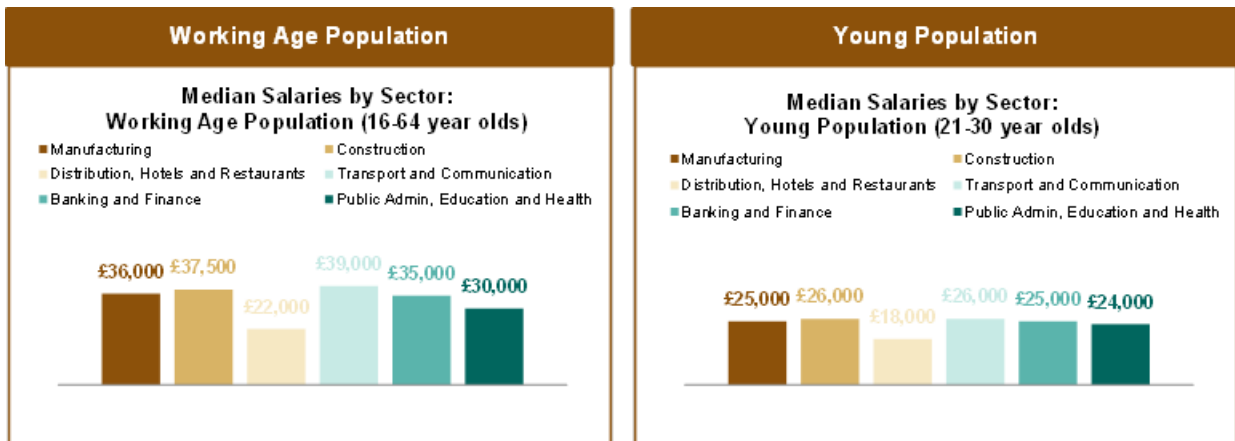 Working Age Population
Median Salaries by Sector:
Working Age Population (16-64 year olds)
Manufacturing
Construction
Distribution, Hotels and Restaurants
Transport and Communication
Banking and Finance
Public Admin, Education and Health
£36,000
£37,500
£22,000
£39,000
£35,000
£30,000
Young Population
Median Salaries by Sector:
Young Population (21-30 year olds)
Manufacturing
Construction
Distribution, Hotels and Restaurants
Transport and Communication
Banking and Finance
Public Admin, Education and Health
£25,000
£26,000
£18,000
£26,000
£25,000
£24,000